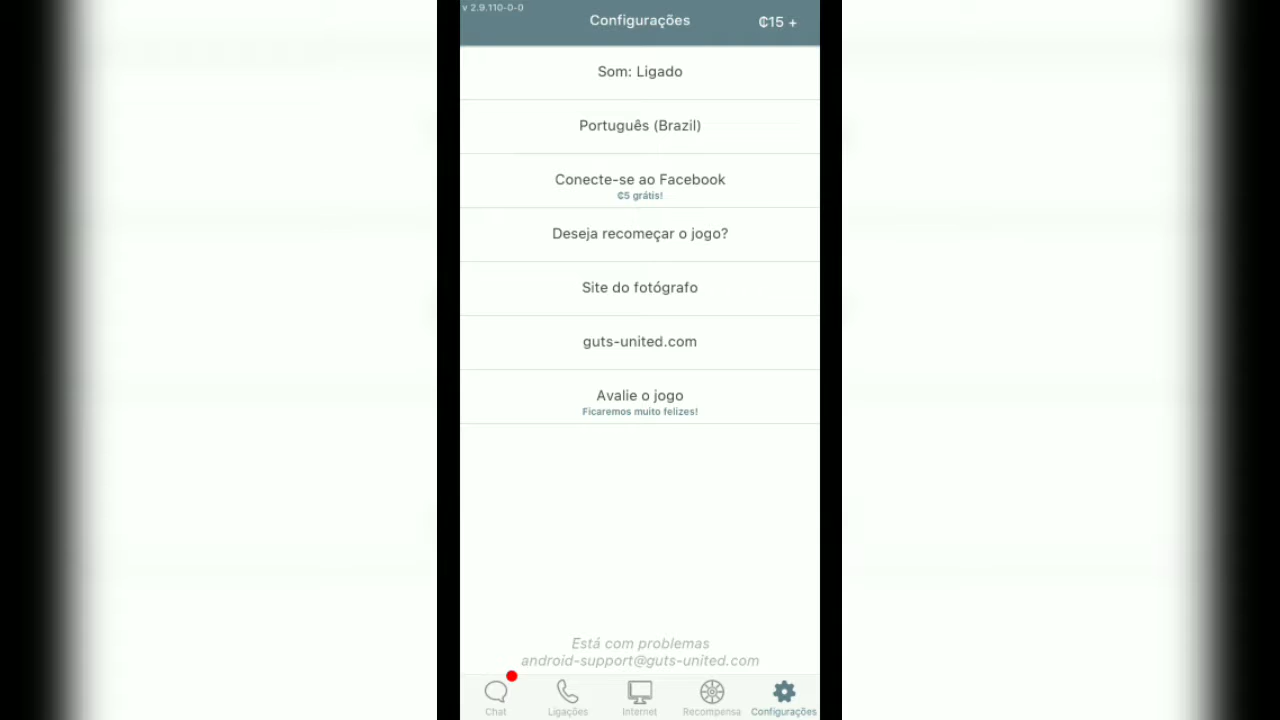 v 2.9.110-0-0
Configurações
₵15 +
Som: Ligado
Português (Brazil)
Conecte-se ao Facebook
₵5 grátis!
Deseja recomeçar o jogo?
Site do fotógrafo
guts-united.com
Avalie o jogo
Ficaremos muito felizes!
Está com problemas
android-support@guts-united.com
Chat
Ligações
Internet
Recompensa
Configurações